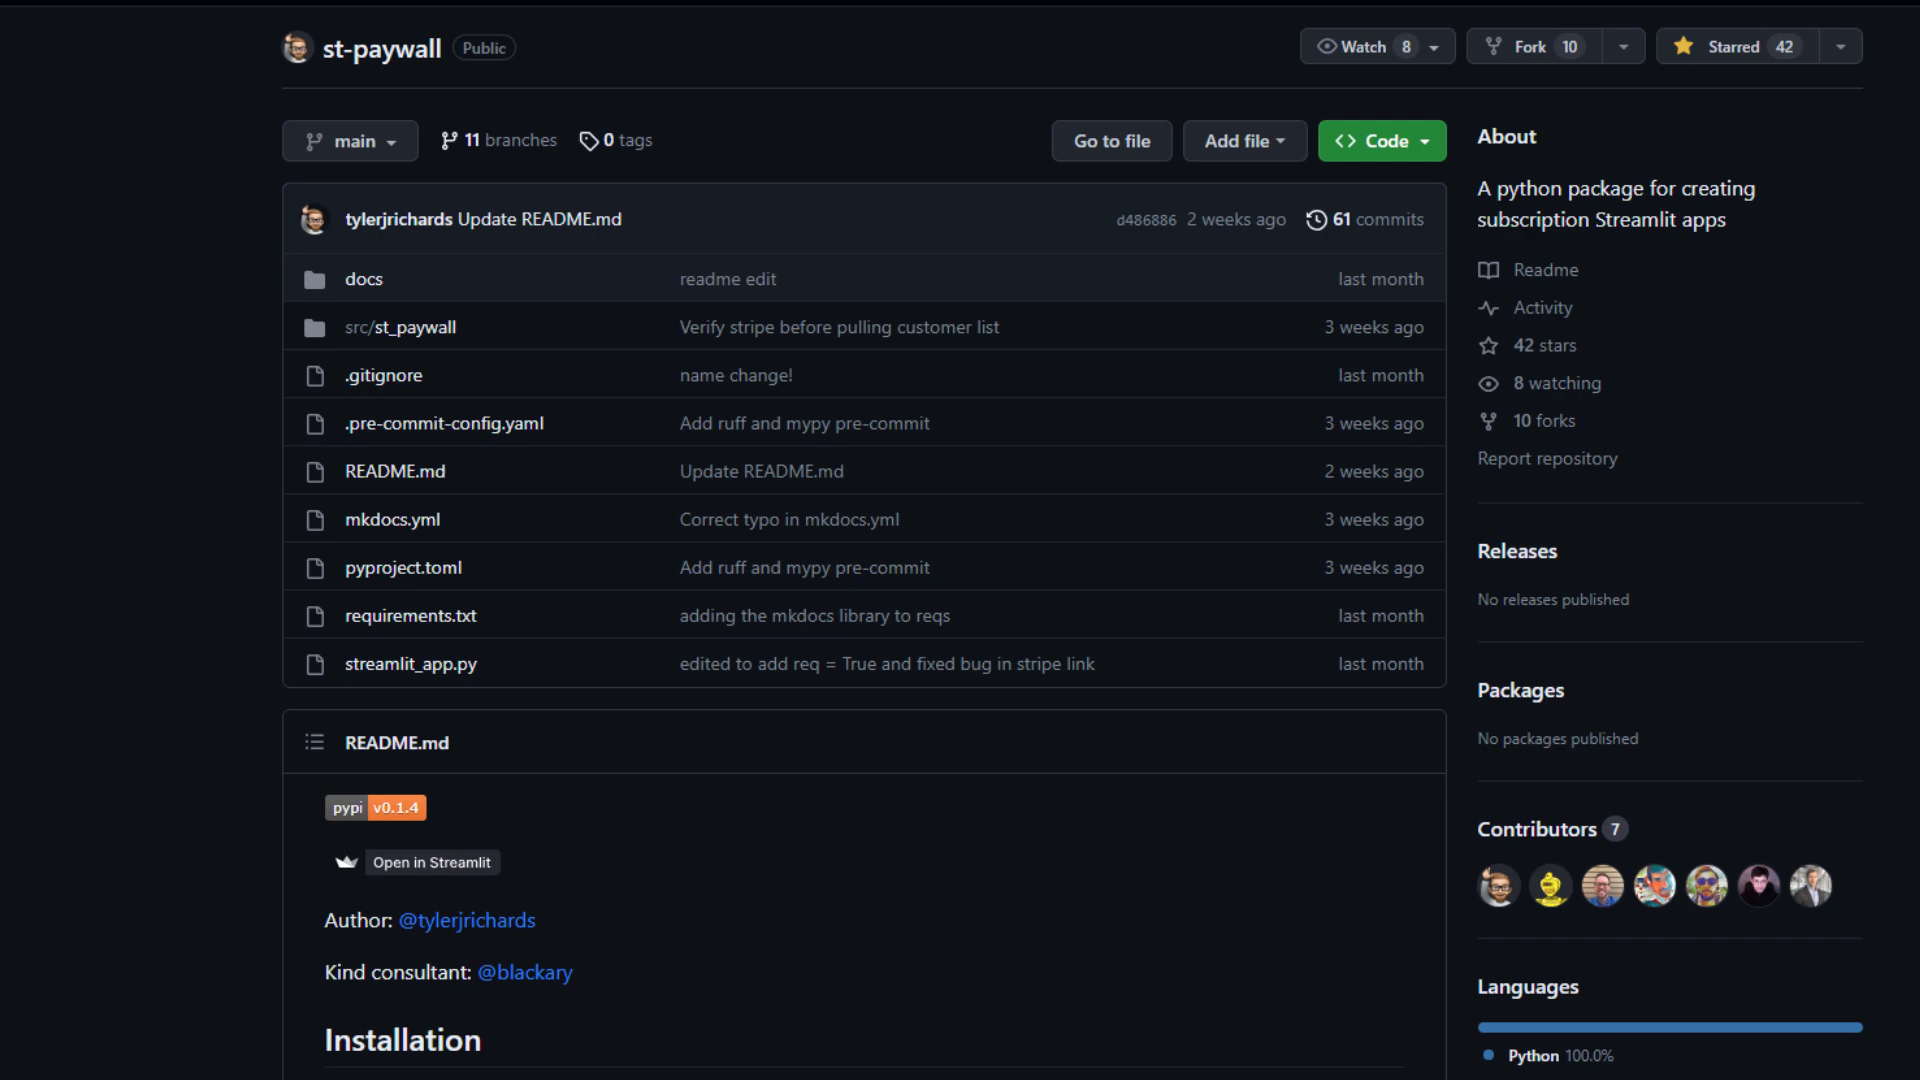 st-paywall Public
Watch 8
Fork 10
Starred 42
main
11 branches
0 tags
Go to file
Add file
Code
tylerjrichards Update README.md d486886 2 weeks ago 61 commits
docs readme edit last month
src/st_paywall Verify stripe before pulling customer list 3 weeks ago
.gitignore name change! last month
.pre-commit-config.yaml Add ruff and mypy pre-commit 3 weeks ago
README.md Update README.md 2 weeks ago
mkdocs.yml Correct typo in mkdocs.yml 3 weeks ago
pyproject.toml Add ruff and mypy pre-commit 3 weeks ago
requirements.txt adding the mkdocs library to reqs last month
streamlit_app.py edited to add req = True and fixed bug in stripe link last month
README.md
pypi v0.1.4
Open in Streamlit
Author: @tylerjrichards
Kind consultant: @blackary
Installation
About
A python package for creating
subscription Streamlit apps
Readme
Activity
42 stars
8 watching
10 forks
Report repository
Releases
No releases published
Packages
No packages published
Contributors 7
Languages
Python 100.0%